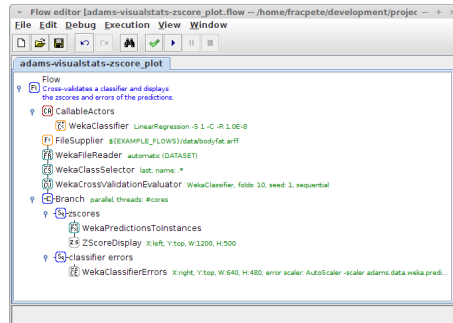 Flow editor [adams-visualstats-zscore_plot.flow -- /home/fracpete/development/projec
File Edit Debug Execution View Window
adams-visualstats-zscore_plot
Flow
Cross-validates a classifier and displays
the zscores and errors of the predictions.
CallableActors
WekaClassifier LinearRegression -S 1 -C -R 1.0E-8
FileSupplier ${EXAMPLE_FLOWS}/data/bodyfat.arff
WekaFileReader automatic (DATASET)
WekaClassSelector last, name: .*
WekaCrossValidationEvaluator WekaClassifier, folds: 10, seed: 1, sequential
Branch parallel, threads: #cores
zscores
WekaPredictionsToInstances
ZScoreDisplay X:left, Y:top, W:1200, H:500
classifier errors
WekaClassifierErrors X:right, Y:top, W:640, H:480, error scaler: AutoScaler -scaler adams.data.weka.predi...